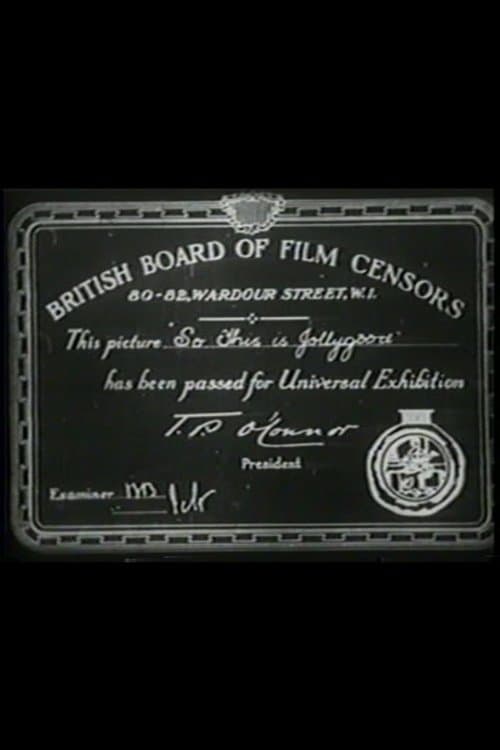 BRITISH BOARD OF FILM CENSORS
80-82, WARDOUR STREET, W.1.
This picture "So This is Jollygood"
has been passed for Universal Exhibition
T. P. O'Connor
President
Examiner